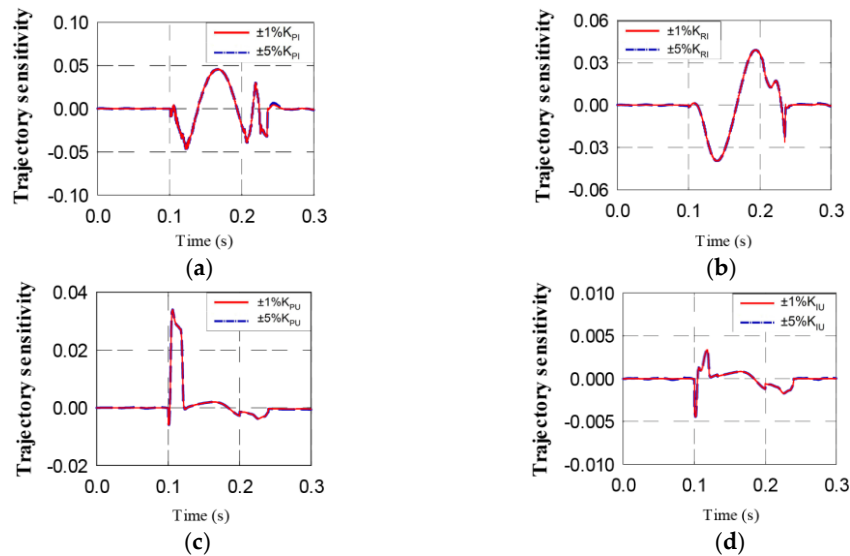 Trajectory sensitivity
0.10
0.05
0.00
-0.05
-0.10
±1%K_PI
±5%K_PI
0.0 0.1 0.2 0.3
Time (s)
(a)
Trajectory sensitivity
0.06
0.03
0.00
-0.03
-0.06
±1%K_RI
±5%K_RI
0.0 0.1 0.2 0.3
Time (s)
(b)
Trajectory sensitivity
0.04
0.02
0.00
-0.02
±1%K_PU
±5%K_PU
0.0 0.1 0.2 0.3
Time (s)
(c)
Trajectory sensitivity
0.010
0.005
0.000
-0.005
-0.010
±1%K_IU
±5%K_IU
0.0 0.1 0.2 0.3
Time (s)
(d)